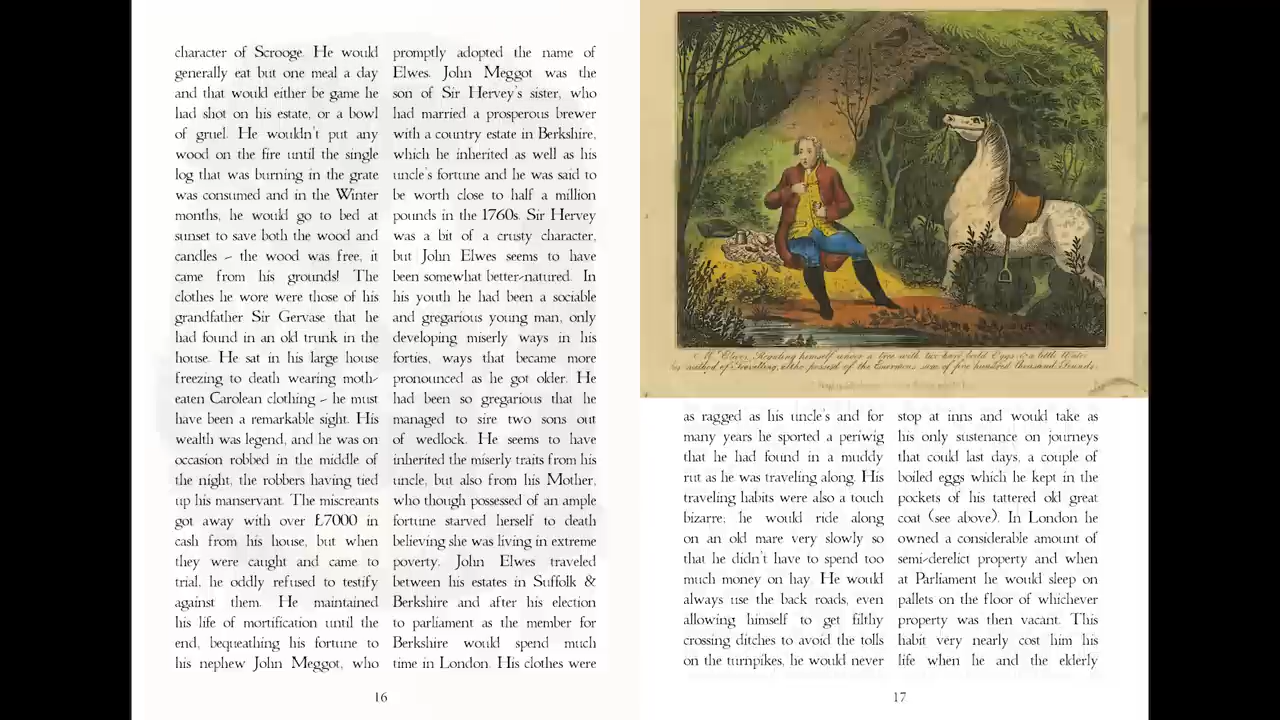 character of Scrooge. He would
generally eat but one meal a day
and that would either be game he
had shot on his estate, or a bowl
of gruel. He wouldn't put any
wood on the fire until the single
log that was burning in the grate
was consumed and in the Winter
months, he would go to bed at
sunset to save both the wood and
candles - the wood was free, it
came from his grounds! The
clothes he wore were those of his
grandfather Sir Gervase that he
had found in an old trunk in the
house. He sat in his large house
freezing to death wearing moth-
eaten Carolean clothing - he must
have been a remarkable sight. His
wealth was legend, and he was on
occasion robbed in the middle of
the night, the robbers having tied
up his manservant. The miscreants
got away with over £7000 in
cash from his house, but when
they were caught and came to
trial, he oddly refused to testify
against them. He maintained
his life of mortification until the
end, bequeathing his fortune to
his nephew John Meggot, who
promptly adopted the name of
Elwes. John Meggot was the
son of Sir Hervey's sister, who
had married a prosperous brewer
with a country estate in Berkshire,
which he inherited as well as his
uncle's fortune and he was said to
be worth close to half a million
pounds in the 1760s. Sir Hervey
was a bit of a crusty character,
but John Elwes seems to have
been somewhat better-natured. In
his youth he had been a sociable
and gregarious young man, only
developing miserly ways in his
forties, ways that became more
pronounced as he got older. He
had been so gregarious that he
managed to sire two sons out
of wedlock. He seems to have
inherited the miserly traits from his
uncle, but also from his Mother,
who though possessed of an ample
fortune starved herself to death
believing she was living in extreme
poverty. John Elwes traveled
between his estates in Suffolk &
Berkshire and after his election
to parliament as the member for
Berkshire would spend much
time in London. His clothes were
16
Elwes, Regaling himself under a tree with two hard boild Eggs & a little Water
method of Travelling, altho possesd of the Enormous sum of five hundred thousand Pounds.
as ragged as his uncle's and for
many years he sported a periwig
that he had found in a muddy
rut as he was traveling along. His
traveling habits were also a touch
bizarre; he would ride along
on an old mare very slowly so
that he didn't have to spend too
much money on hay. He would
always use the back roads, even
allowing himself to get filthy
crossing ditches to avoid the tolls
on the turnpikes, he would never
stop at inns and would take as
his only sustenance on journeys
that could last days, a couple of
boiled eggs which he kept in the
pockets of his tattered old great
coat (see above). In London he
owned a considerable amount of
semi-derelict property and when
at Parliament he would sleep on
pallets on the floor of whichever
property was then vacant. This
habit very nearly cost him his
life when he and the elderly
17